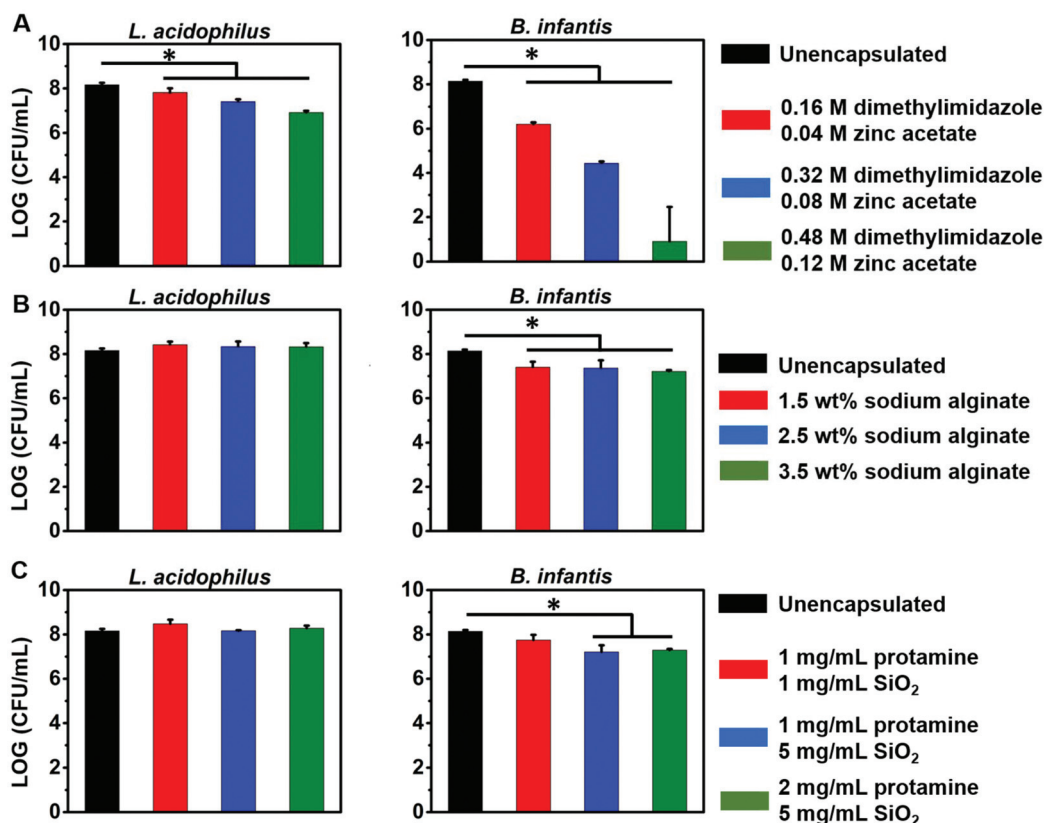 A
L. acidophilus
B. infantis
LOG (CFU/mL)
10
8
6
4
2
0
*
10
8
6
4
2
0
*
Unencapsulated
0.16 M dimethylimidazole
0.04 M zinc acetate
0.32 M dimethylimidazole
0.08 M zinc acetate
0.48 M dimethylimidazole
0.12 M zinc acetate
B
L. acidophilus
B. infantis
LOG (CFU/mL)
10
8
6
4
2
0
10
8
6
4
2
0
*
Unencapsulated
1.5 wt% sodium alginate
2.5 wt% sodium alginate
3.5 wt% sodium alginate
C
L. acidophilus
B. infantis
LOG (CFU/mL)
10
8
6
4
2
0
10
8
6
4
2
0
*
Unencapsulated
1 mg/mL protamine
1 mg/mL SiO₂
1 mg/mL protamine
5 mg/mL SiO₂
2 mg/mL protamine
5 mg/mL SiO₂